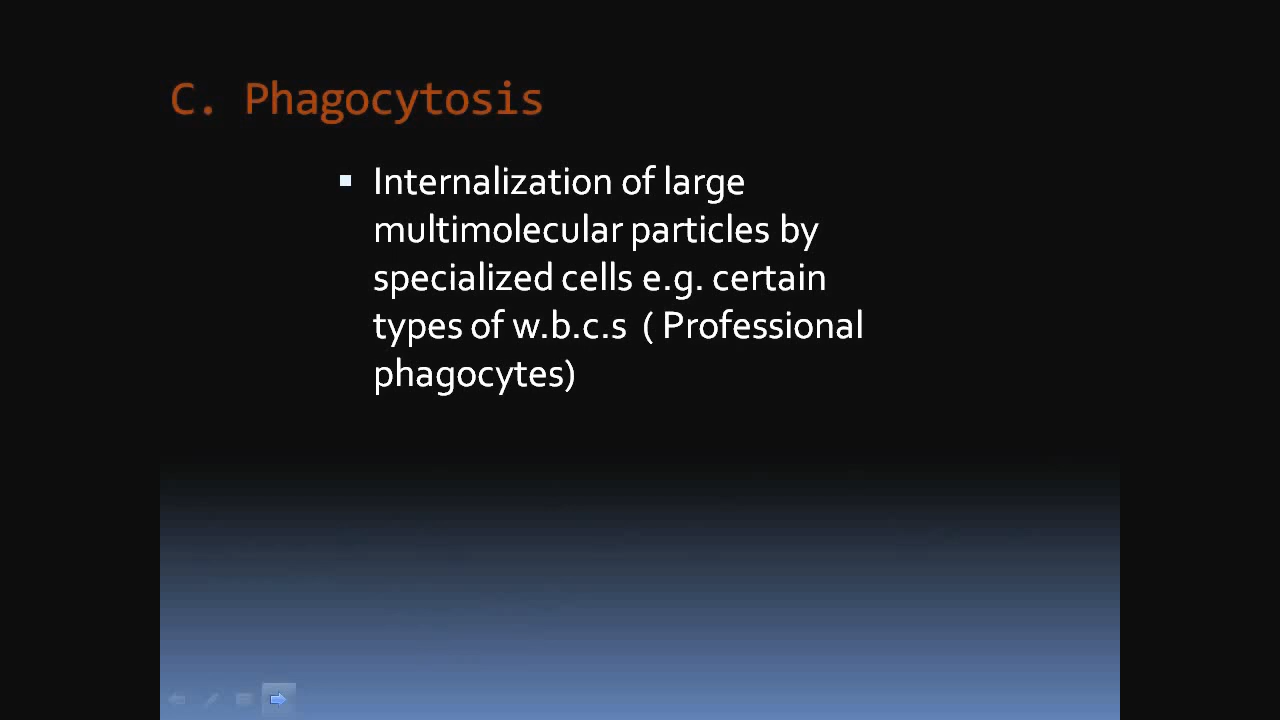 C. Phagocytosis
Internalization of large
multimolecular particles by
specialized cells e.g. certain
types of w.b.c.s ( Professional
phagocytes)